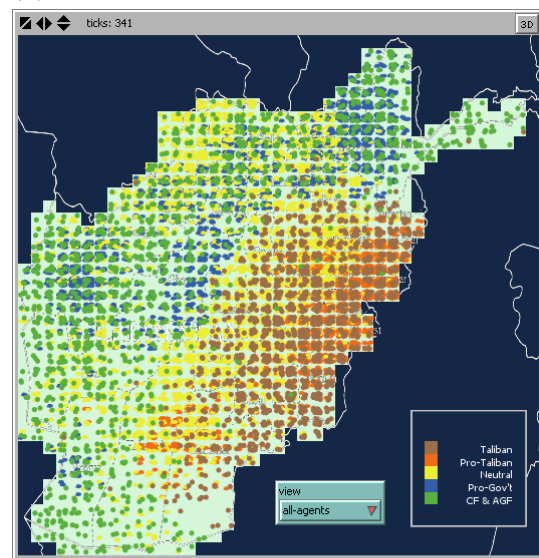 ticks: 341
3D
Taliban
Pro-Taliban
Neutral
Pro-Gov't
CF & AGF
view
all-agents